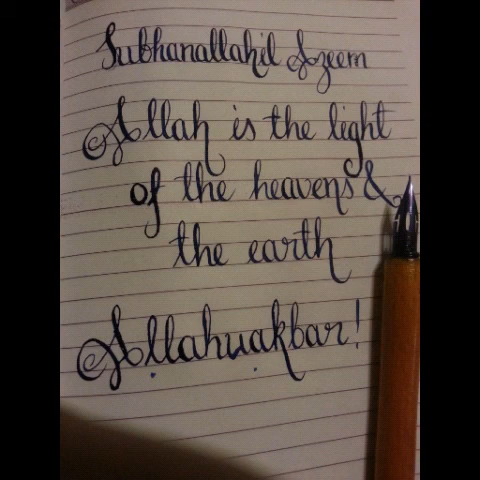 Subhanallahil Azeem
Allah is the light
of the heavens &
the earth
Allahuakbar!